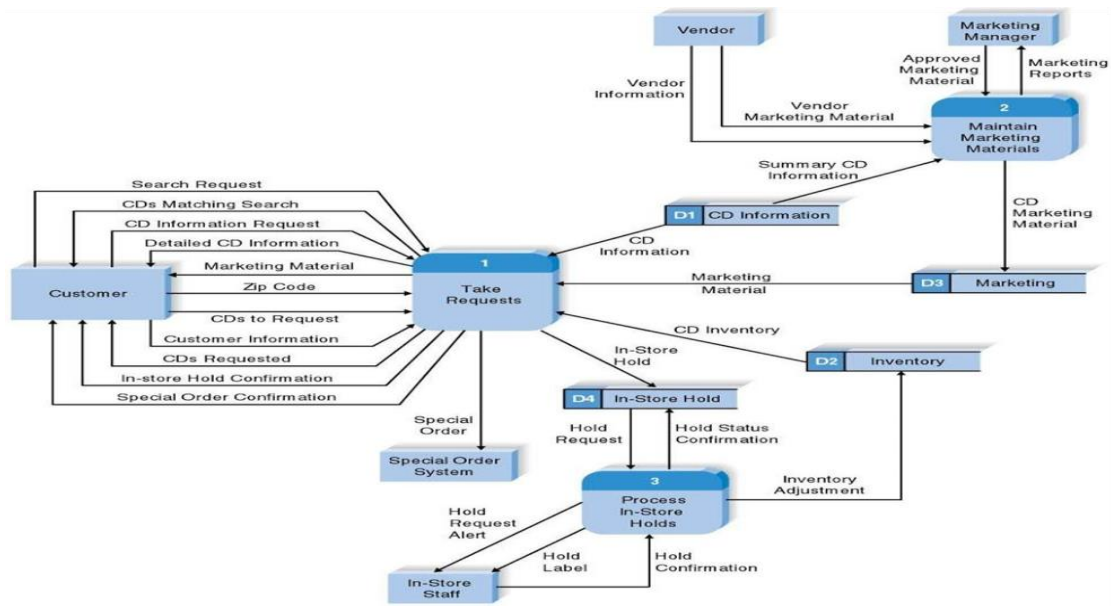 Vendor
Marketing
Manager
Vendor
Information
Approved
Marketing
Material
Marketing
Reports
Vendor
Marketing Material
2
Maintain
Marketing
Materials
Summary CD
Information
Search Request
CDs Matching Search
CD Information Request
Detailed CD Information
Marketing Material
Zip Code
CDs to Request
Customer Information
CDs Requested
In-store Hold Confirmation
Special Order Confirmation
Customer
1
Take
Requests
D1 CD Information
CD
Information
CD
Marketing
Material
Marketing
Material
D3 Marketing
CD Inventory
D2 Inventory
In-Store
Hold
D4 In-Store Hold
Special
Order
Special Order
System
Hold
Request
Hold Status
Confirmation
3
Process
In-Store
Holds
Inventory
Adjustment
Hold
Request
Alert
Hold
Label
Hold
Confirmation
In-Store
Staff